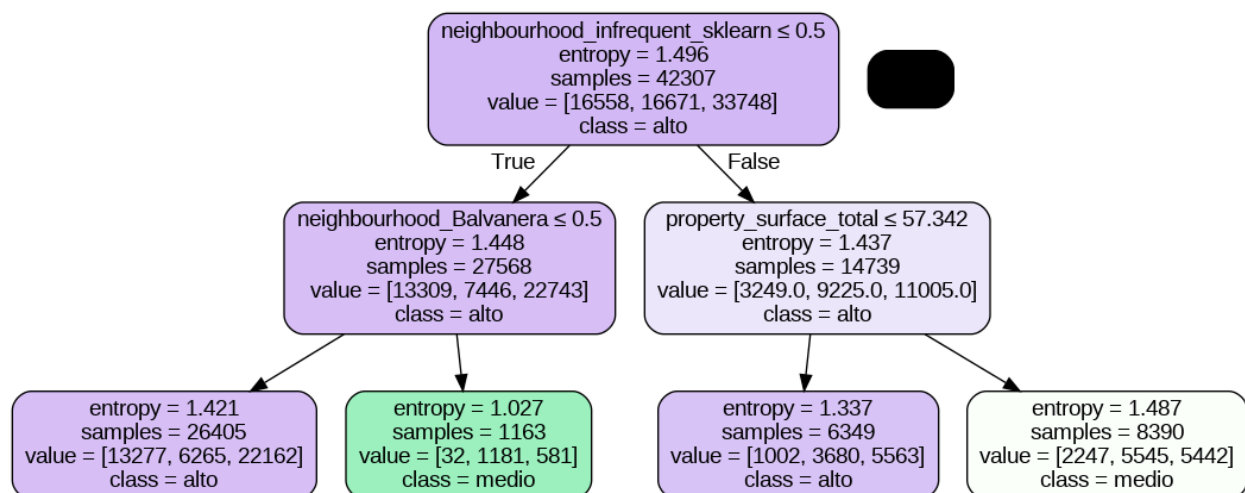 neighbourhood_infrequent_sklearn ≤ 0.5
entropy = 1.496
samples = 42307
value = [16558, 16671, 33748]
class = alto
True
False
neighbourhood_Balvanera ≤ 0.5
entropy = 1.448
samples = 27568
value = [13309, 7446, 22743]
class = alto
property_surface_total ≤ 57.342
entropy = 1.437
samples = 14739
value = [3249.0, 9225.0, 11005.0]
class = alto
entropy = 1.421
samples = 26405
value = [13277, 6265, 22162]
class = alto
entropy = 1.027
samples = 1163
value = [32, 1181, 581]
class = medio
entropy = 1.337
samples = 6349
value = [1002, 3680, 5563]
class = alto
entropy = 1.487
samples = 8390
value = [2247, 5545, 5442]
class = medio